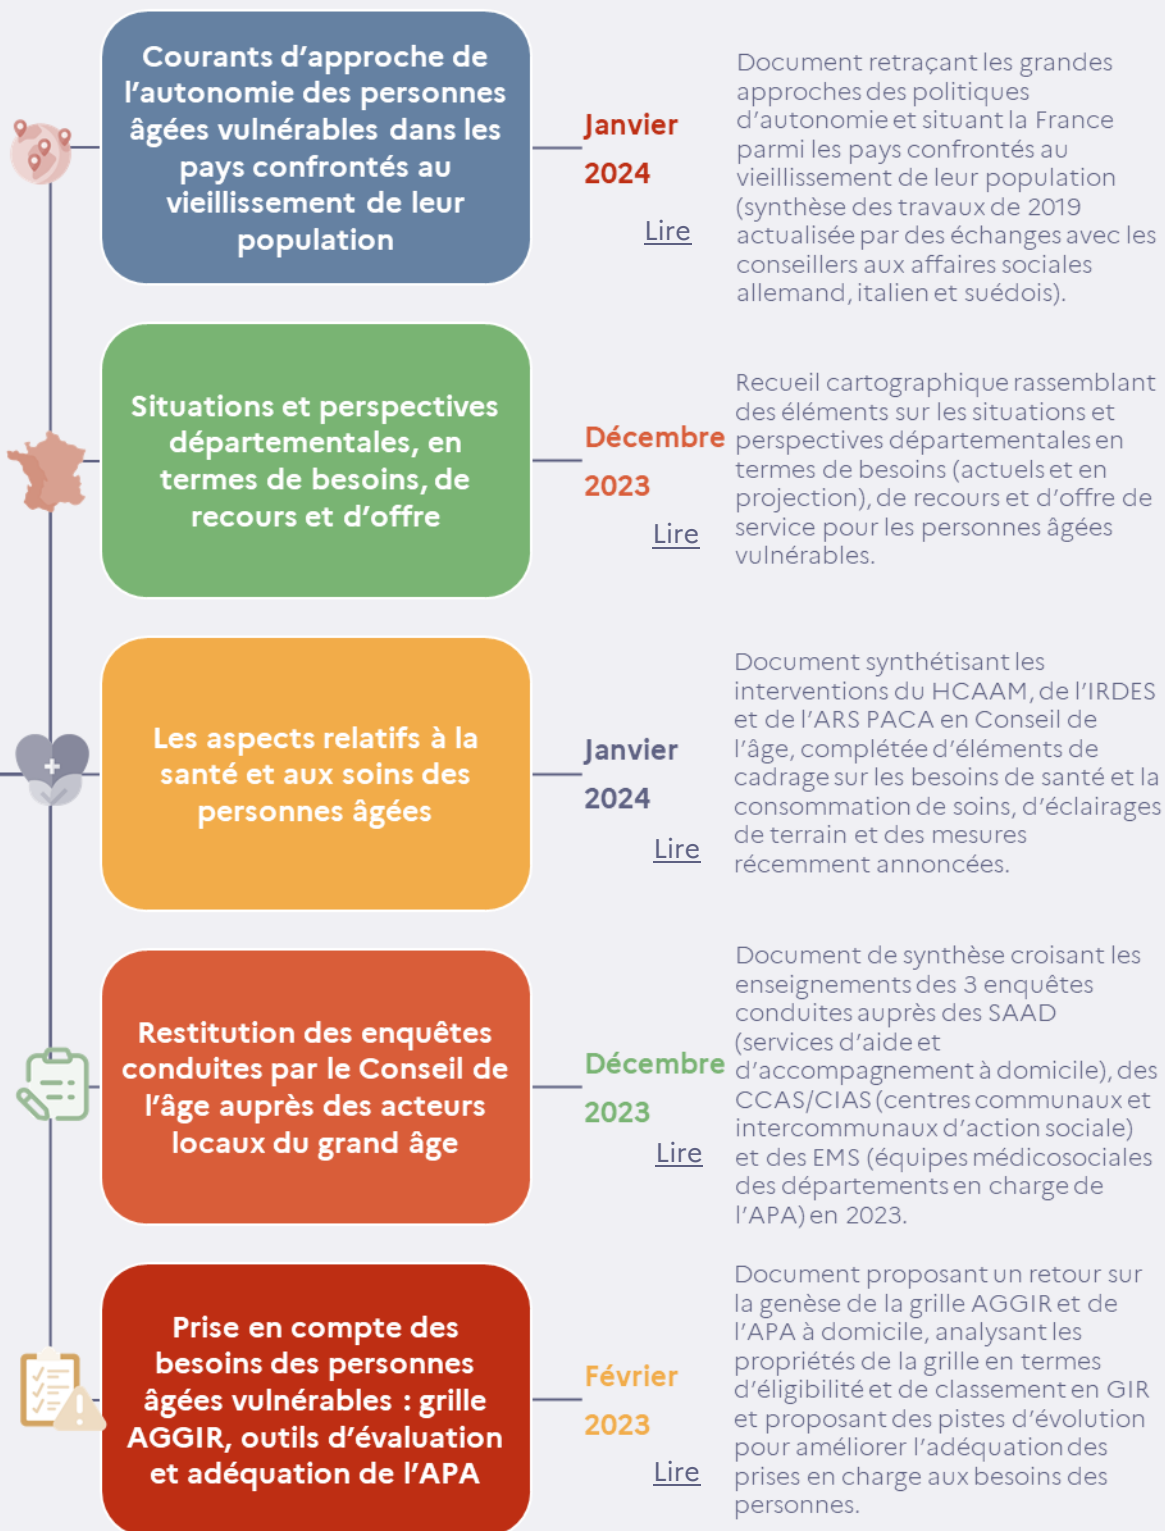 Courants d’approche de
l’autonomie des personnes
âgées vulnérables dans les
pays confrontés au
vieillissement de leur
population
Janvier
2024
Lire
Document retraçant les grandes
approches des politiques
d’autonomie et situant la France
parmi les pays confrontés au
vieillissement de leur population
(synthèse des travaux de 2019
actualisée par des échanges avec les
conseillers aux affaires sociales
allemand, italien et suédois).
Situations et perspectives
départementales, en
termes de besoins, de
recours et d’offre
Décembre
2023
Lire
Recueil cartographique rassemblant
des éléments sur les situations et
perspectives départementales en
termes de besoins (actuels et en
projection), de recours et d’offre de
service pour les personnes âgées
vulnérables.
Les aspects relatifs à la
santé et aux soins des
personnes âgées
Janvier
2024
Lire
Document synthétisant les
interventions du HCAAM, de l’IRDES
et de l’ARS PACA en Conseil de
l’âge, complétée d’éléments de
cadrage sur les besoins de santé et la
consommation de soins, d’éclairages
de terrain et des mesures
récemment annoncées.
Restitution des enquêtes
conduites par le Conseil de
l’âge auprès des acteurs
locaux du grand âge
Décembre
2023
Lire
Document de synthèse croisant les
enseignements des 3 enquêtes
conduites auprès des SAAD
(services d’aide et
d’accompagnement à domicile), des
CCAS/CIAS (centres communaux et
intercommunaux d’action sociale)
et des EMS (équipes médicosociales
des départements en charge de
l’APA) en 2023.
Prise en compte des
besoins des personnes
âgées vulnérables : grille
AGGIR, outils d’évaluation
et adéquation de l’APA
Février
2023
Lire
Document proposant un retour sur
la genèse de la grille AGGIR et de
l’APA à domicile, analysant les
propriétés de la grille en termes
d’éligibilité et de classement en GIR
et proposant des pistes d’évolution
pour améliorer l’adéquation des
prises en charge aux besoins des
personnes.